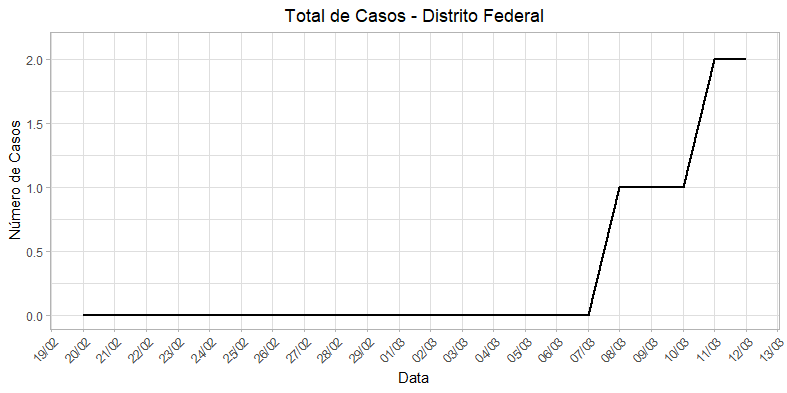 Total de Casos - Distrito Federal
Número de Casos
2.0
1.5
1.0
0.5
0.0
19/02 20/02 21/02 22/02 23/02 24/02 25/02 26/02 27/02 28/02 29/02 01/03 02/03 03/03 04/03 05/03 06/03 07/03 08/03 09/03 10/03 11/03 12/03 13/03
Data